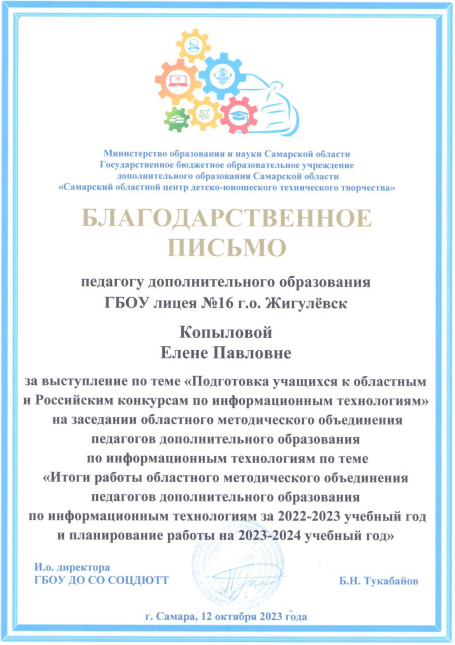 Министерство образования и науки Самарской области
Государственное бюджетное образовательное учреждение
дополнительного образования Самарской области
«Самарский областной центр детско-юношеского технического творчества»
БЛАГОДАРСТВЕННОЕ
ПИСЬМО
педагогу дополнительного образования
ГБОУ лицея №16 г.о. Жигулёвск
Копыловой
Елене Павловне
за выступление по теме «Подготовка учащихся к областным
и Российским конкурсам по информационным технологиям»
на заседании областного методического объединения
педагогов дополнительного образования
по информационным технологиям по теме
«Итоги работы областного методического объединения
педагогов дополнительного образования
по информационным технологиям за 2022-2023 учебный год
и планирование работы на 2023-2024 учебный год»
И.о. директора
ГБОУ ДО СО СОЦДЮТТ
Б.Н. Тукабайов
г. Самара, 12 октября 2023 года